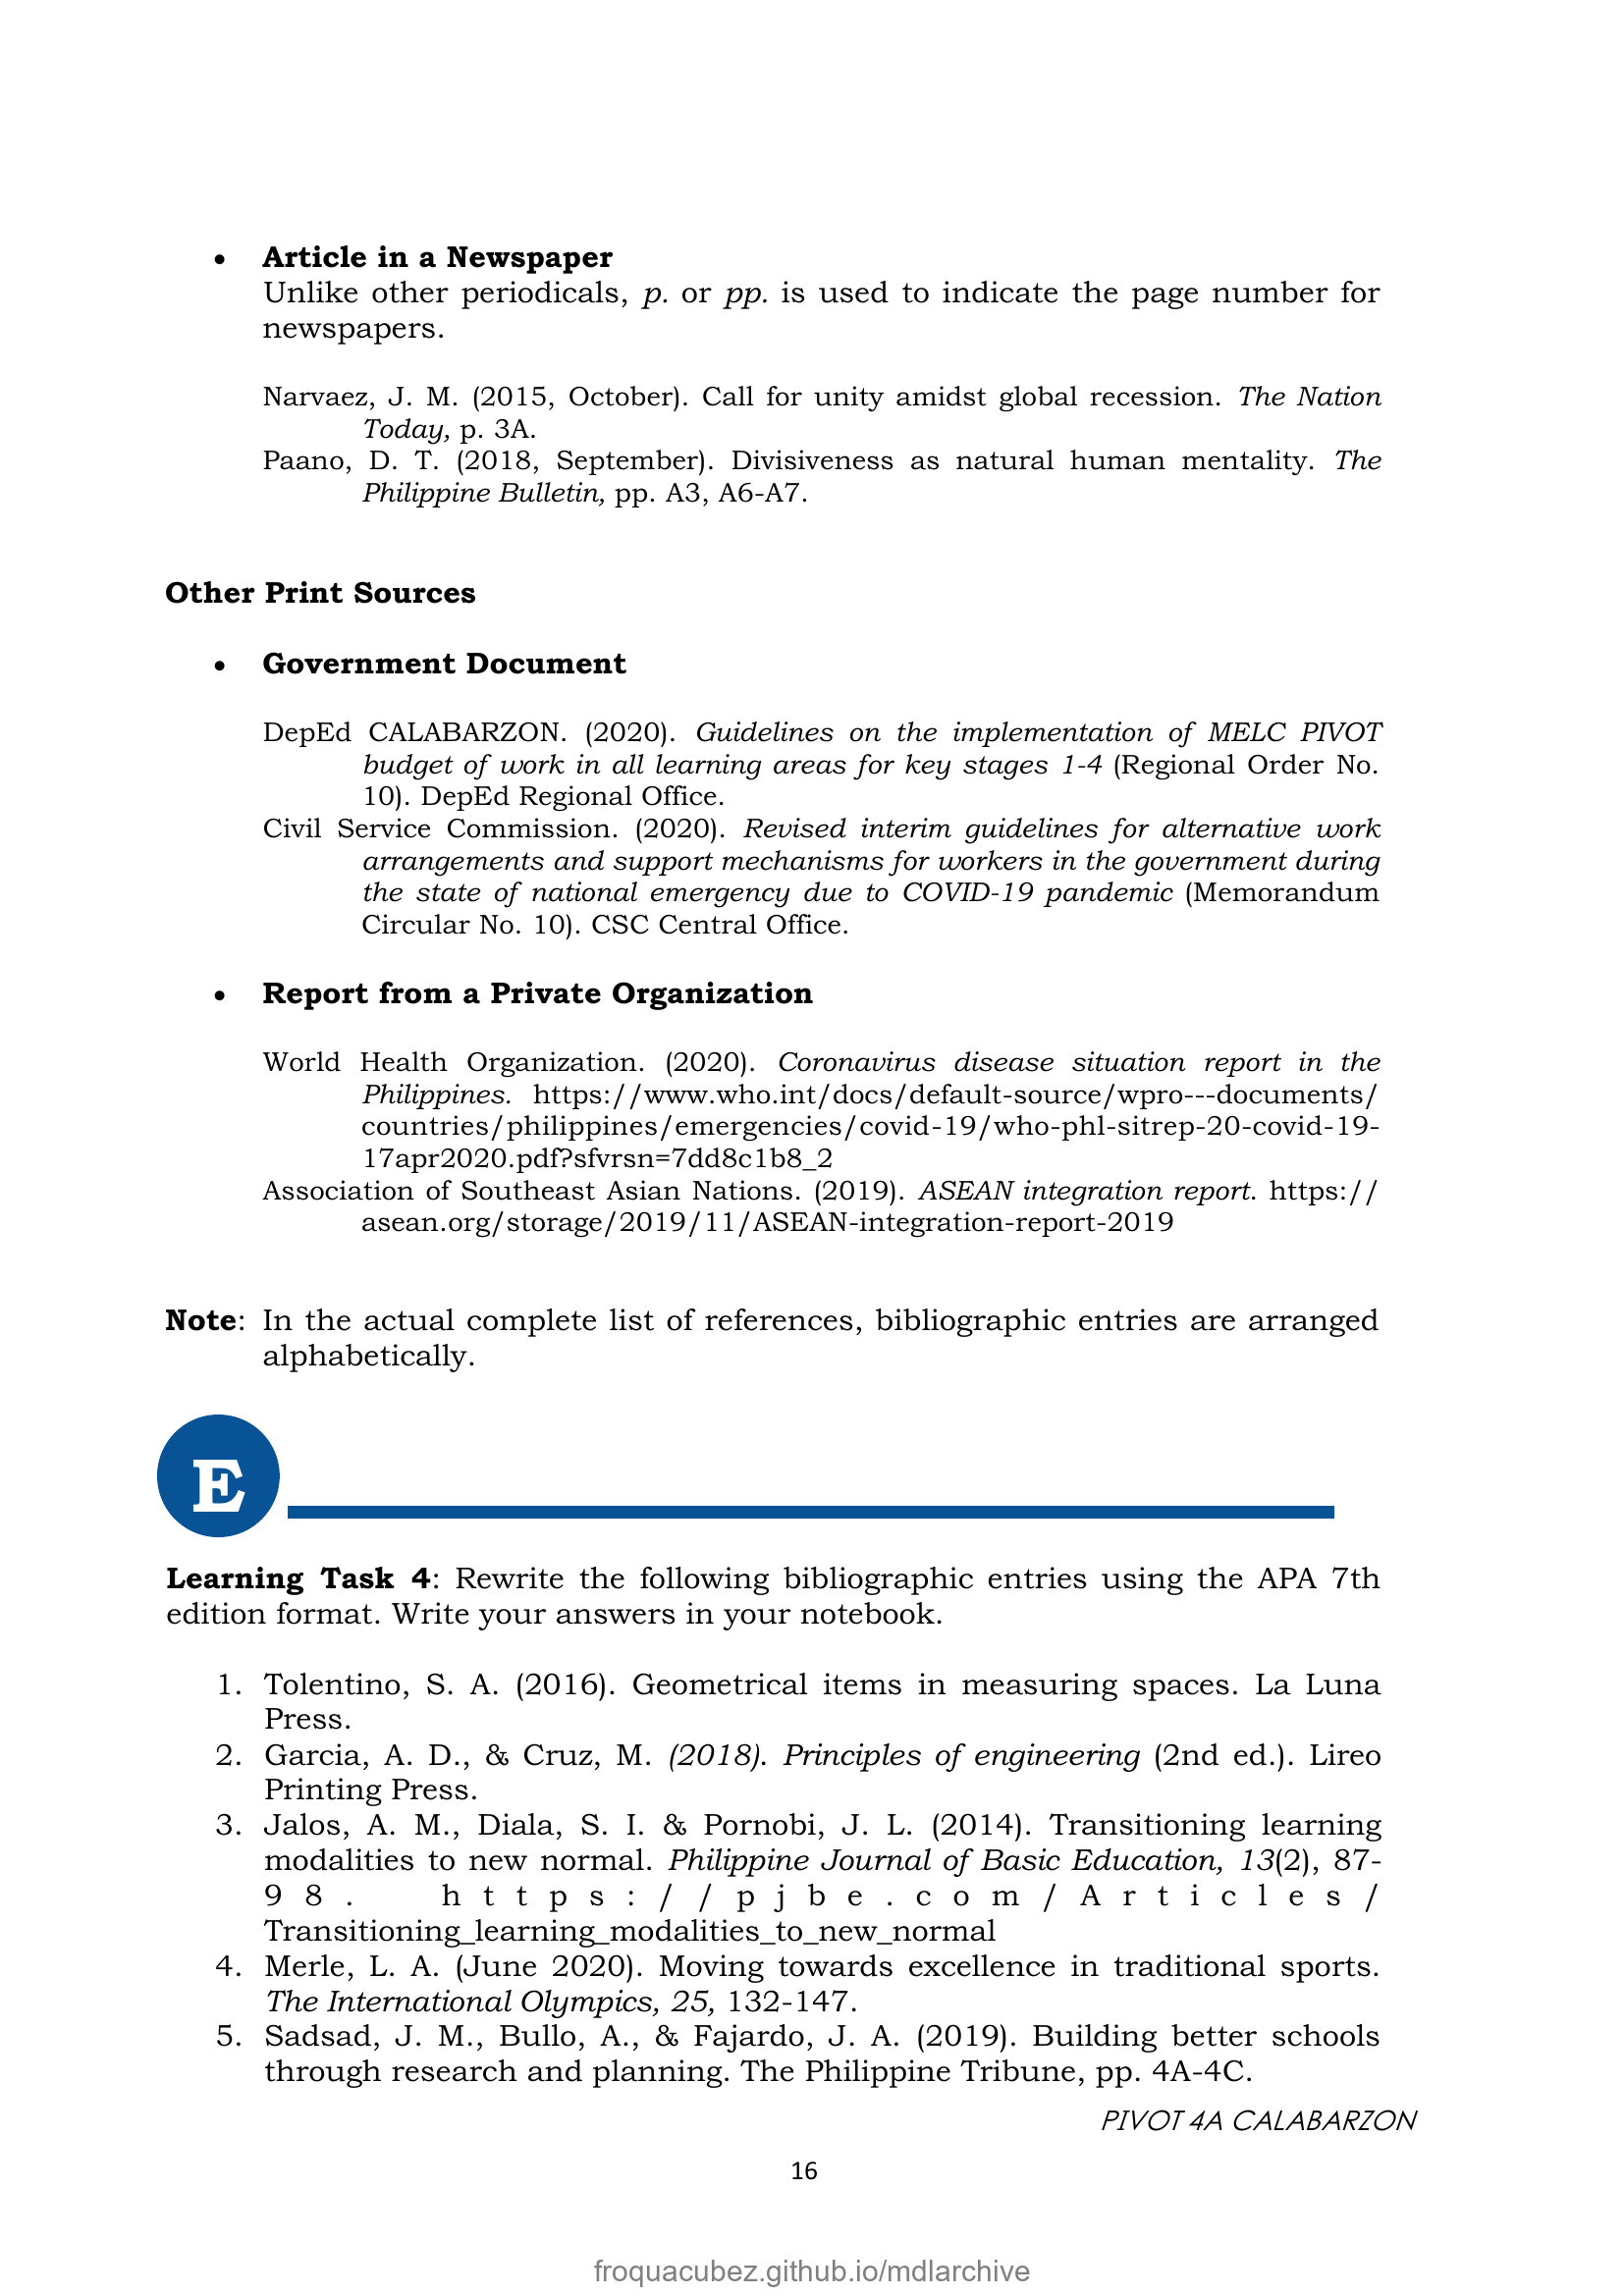 • Article in a Newspaper
Unlike other periodicals, p. or pp. is used to indicate the page number for
newspapers.
Narvaez, J. M. (2015, October). Call for unity amidst global recession. The Nation
Today, p. 3A.
Paano, D. T. (2018, September). Divisiveness as natural human mentality. The
Philippine Bulletin, pp. A3, A6-A7.
Other Print Sources
• Government Document
DepEd CALABARZON. (2020). Guidelines on the implementation of MELC PIVOT
budget of work in all learning areas for key stages 1-4 (Regional Order No.
10). DepEd Regional Office.
Civil Service Commission. (2020). Revised interim guidelines for alternative work
arrangements and support mechanisms for workers in the government during
the state of national emergency due to COVID-19 pandemic (Memorandum
Circular No. 10). CSC Central Office.
• Report from a Private Organization
World Health Organization. (2020). Coronavirus disease situation report in the
Philippines. https://www.who.int/docs/default-source/wpro---documents/
countries/philippines/emergencies/covid-19/who-phl-sitrep-20-covid-19-
17apr2020.pdf?sfvrsn=7dd8c1b8_2
Association of Southeast Asian Nations. (2019). ASEAN integration report. https://
asean.org/storage/2019/11/ASEAN-integration-report-2019
Note: In the actual complete list of references, bibliographic entries are arranged
alphabetically.
E
Learning Task 4: Rewrite the following bibliographic entries using the APA 7th
edition format. Write your answers in your notebook.
1. Tolentino, S. A. (2016). Geometrical items in measuring spaces. La Luna
Press.
2. Garcia, A. D., & Cruz, M. (2018). Principles of engineering (2nd ed.). Lireo
Printing Press.
3. Jalos, A. M., Diala, S. I. & Pornobi, J. L. (2014). Transitioning learning
modalities to new normal. Philippine Journal of Basic Education, 13(2), 87-
98. https://pjbe.com/Articles/
Transitioning_learning_modalities_to_new_normal
4. Merle, L. A. (June 2020). Moving towards excellence in traditional sports.
The International Olympics, 25, 132-147.
5. Sadsad, J. M., Bullo, A., & Fajardo, J. A. (2019). Building better schools
through research and planning. The Philippine Tribune, pp. 4A-4C.
PIVOT 4A CALABARZON
16
froquacubez.github.io/mdlarchive